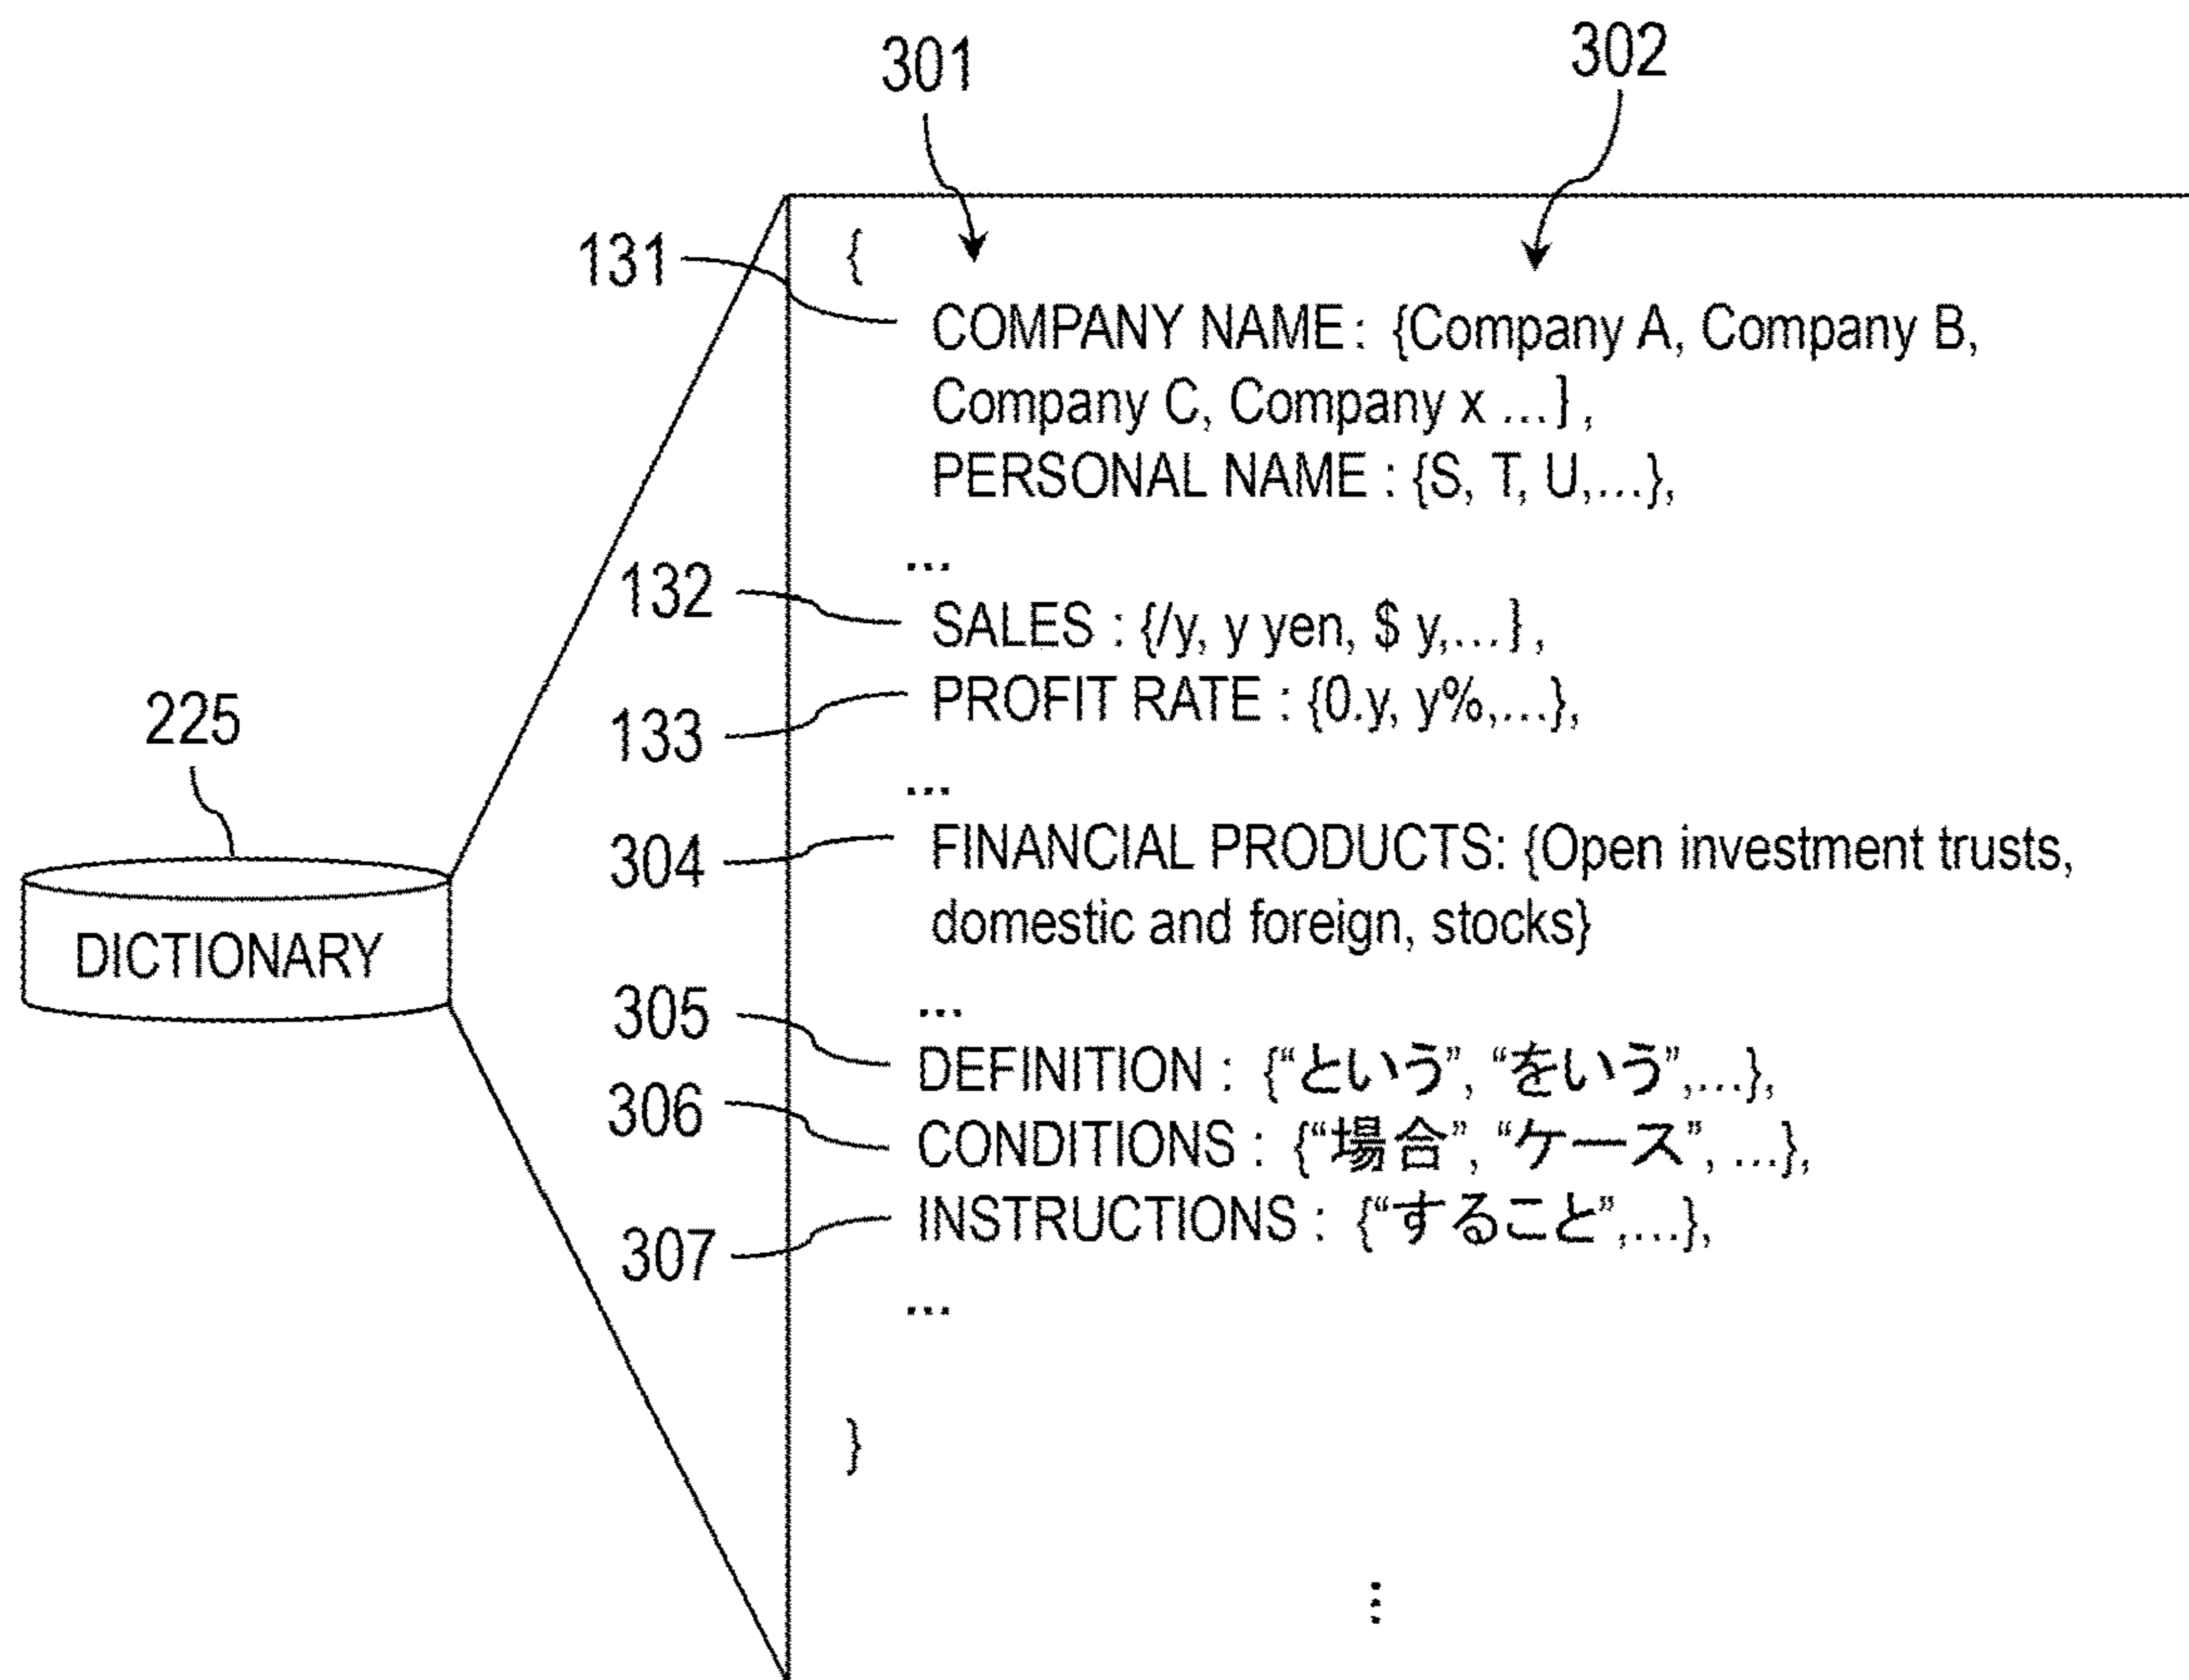 301
302
131
{
COMPANY NAME : {Company A, Company B,
Company C, Company x ...} ,
PERSONAL NAME : {S, T, U,...},
...
132
SALES : {/y, y yen, $ y,...} ,
PROFIT RATE : {0.y, y%,...},
133
...
225
DICTIONARY
304
FINANCIAL PRODUCTS: {Open investment trusts,
domestic and foreign, stocks}
...
305
DEFINITION : {“という”, “をいう”,...},
306
CONDITIONS : {“場合”, “ケース”, ...},
INSTRUCTIONS : {“すること”,...},
307
...
}
⋮